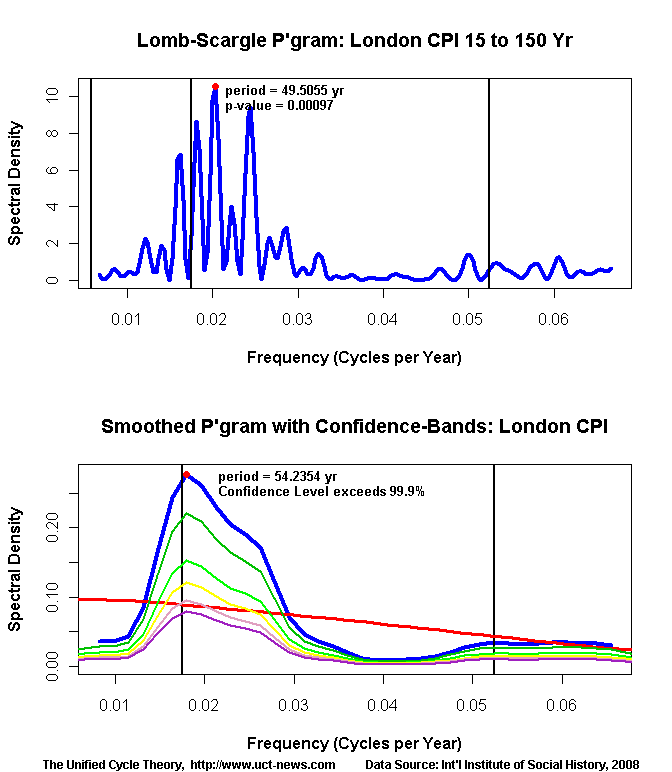 Lomb-Scargle P'gram: London CPI 15 to 150 Yr
period = 49.5055 yr
p-value = 0.00097
Spectral Density
10
8
6
4
2
0
0.01 0.02 0.03 0.04 0.05 0.06
Frequency (Cycles per Year)
Smoothed P'gram with Confidence-Bands: London CPI
period = 54.2354 yr
Confidence Level exceeds 99.9%
Spectral Density
0.20
0.10
0.00
0.01 0.02 0.03 0.04 0.05 0.06
Frequency (Cycles per Year)
The Unified Cycle Theory, http://www.uct-news.com Data Source: Int'l Institute of Social History, 2008